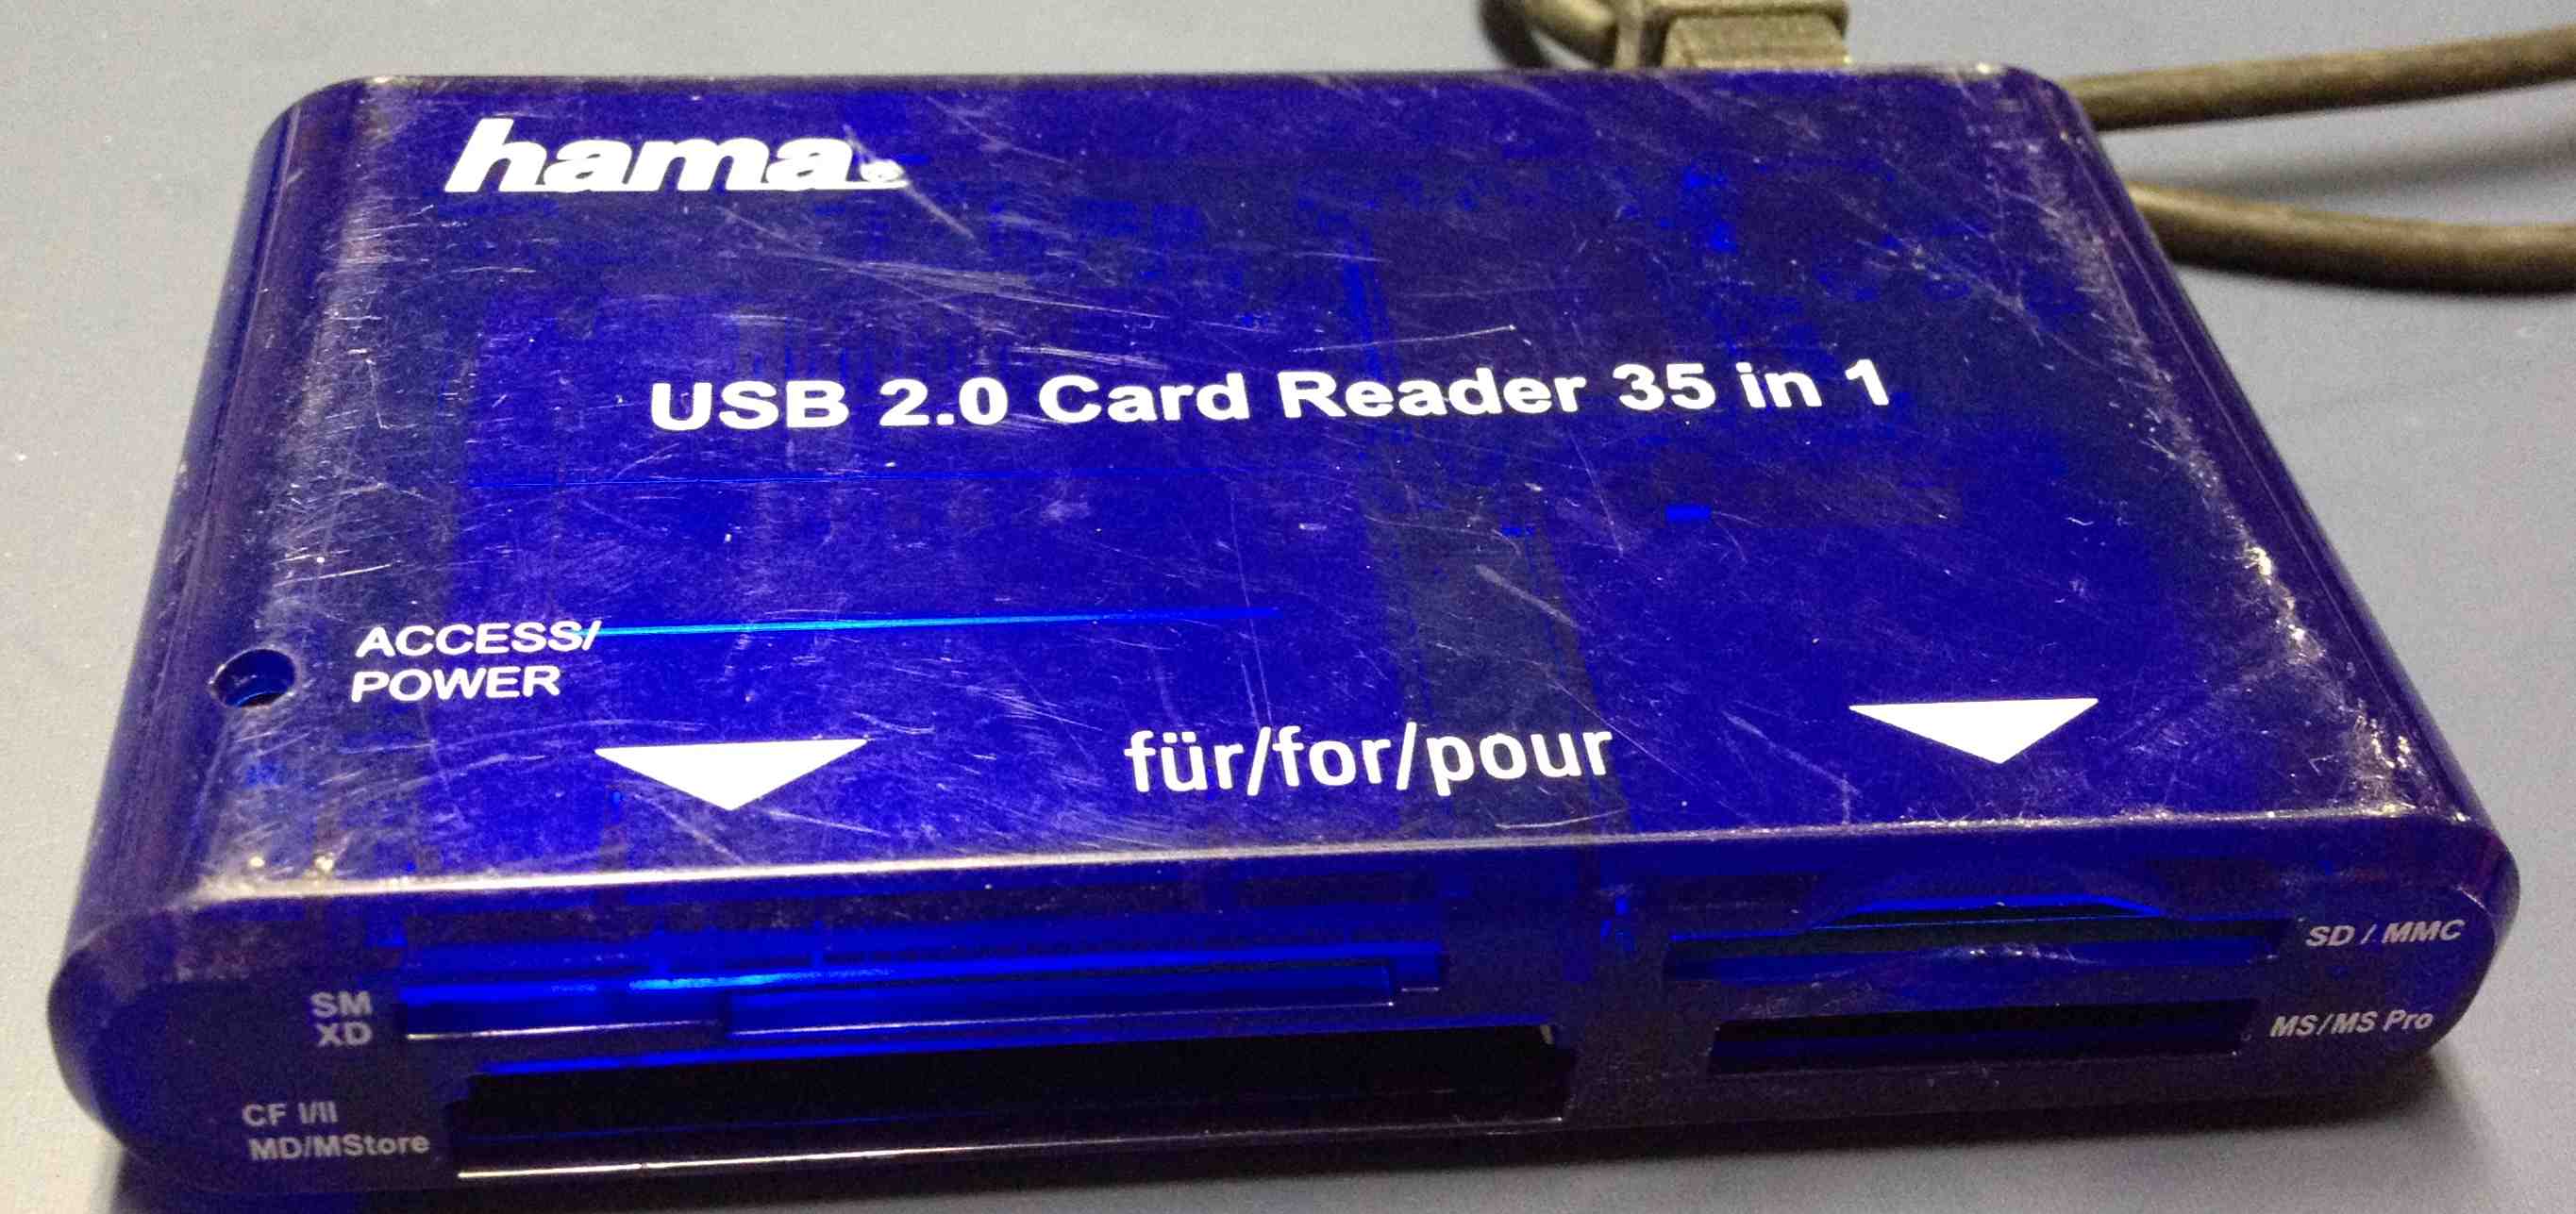 hama®
USB 2.0 Card Reader 35 in 1
ACCESS/
POWER
für/for/pour
SM
XD
CF I/II
MD/MStore
SD / MMC
MS/MS Pro